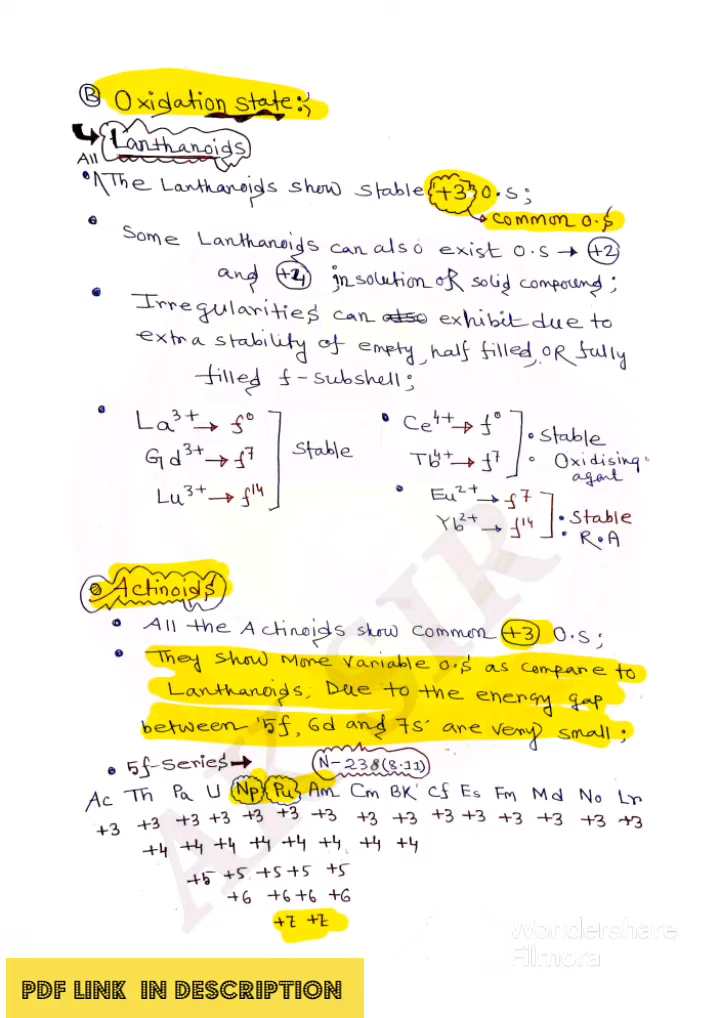 B Oxidation state:
Lanthanoids
All
The Lanthanoids show stable +3 O.S;
common O.S
Some Lanthanoids can also exist O.S → +2
and +4 in solution OR solid compound;
Irregularities can also exhibit due to
extra stability of empty, half filled, OR fully
filled f-subshell;
La³⁺ → f⁰
Gd³⁺ → f⁷
Lu³⁺ → f¹⁴
Stable
Ce⁴⁺ → f⁰
Tb⁴⁺ → f⁷
Stable
Oxidising
agent
Eu²⁺ → f⁷
Yb²⁺ → f¹⁴
Stable
R.A
Actinoids
All the Actinoids show common +3 O.S;
They show More variable O.S as compare to
Lanthanoids, Due to the energy gap
between '5f, 6d and 7s' are very small;
5f-series → N-238(8.11)
Ac Th Pa U Np Pu Am Cm BK Cf Es Fm Md No Lr
+3 +3 +3 +3 +3 +3 +3 +3 +3 +3 +3 +3 +3 +3 +3
+4 +4 +4 +4 +4 +4 +4 +4
+5 +5 +5 +5 +5
+6 +6 +6 +6
+7 +7
AK SIR
Wondershare
Filmora
PDF LINK IN DESCRIPTION